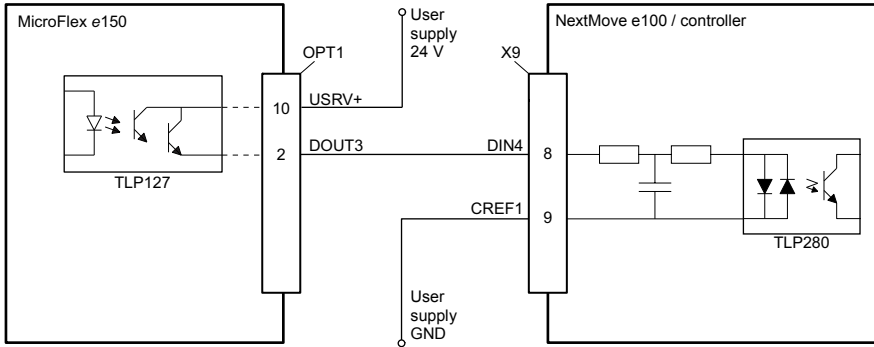 MicroFlex e150
OPT1
User
supply
24 V
X9
NextMove e100 / controller
10
USRV+
2
DOUT3
DIN4
8
TLP127
CREF1
9
TLP280
User
supply
GND